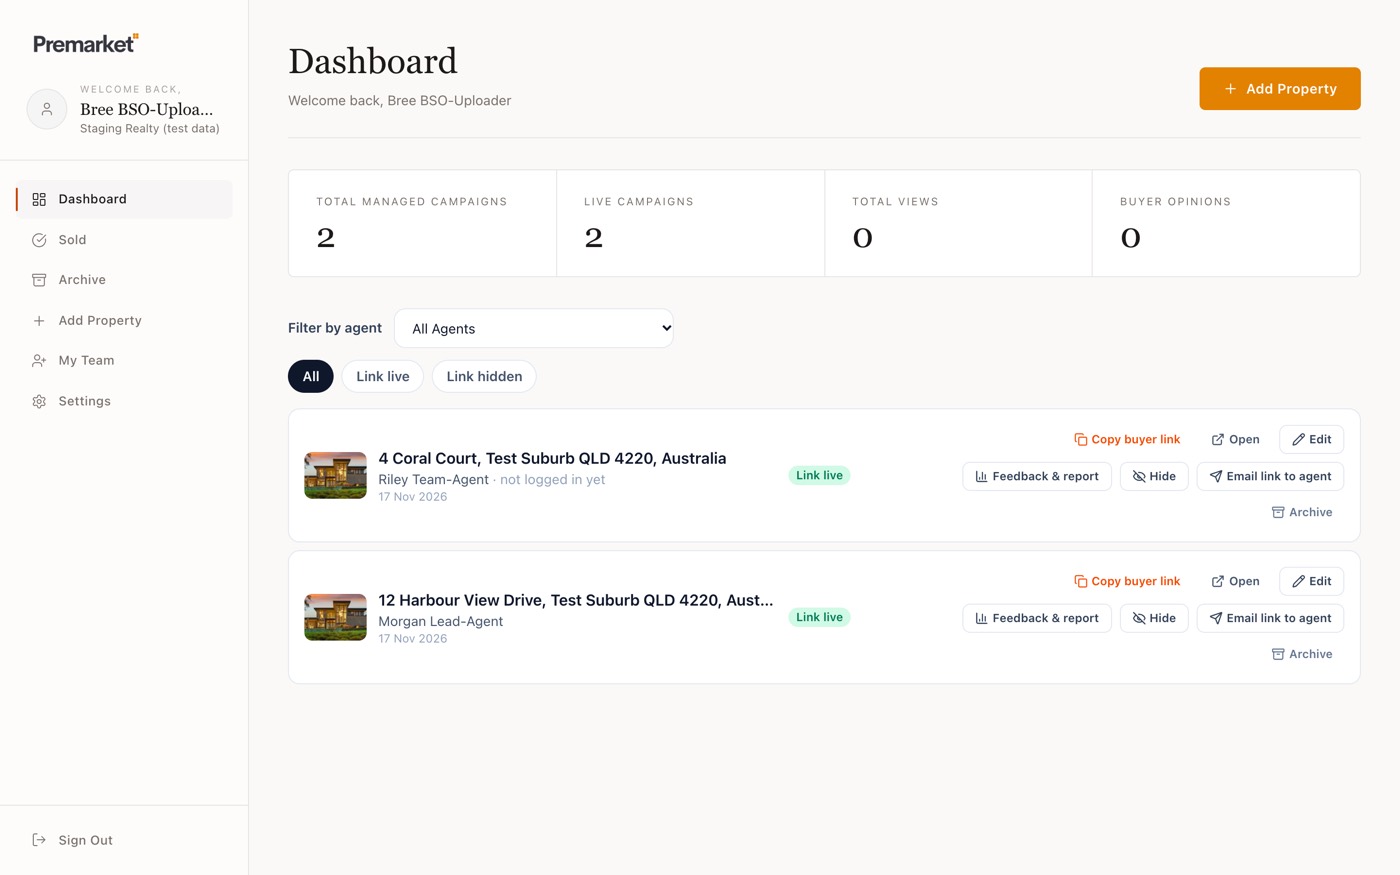 Premarket
WELCOME BACK,
Bree BSO-Uploa...
Staging Realty (test data)
Dashboard
Sold
Archive
Add Property
My Team
Settings
Sign Out
Dashboard
Welcome back, Bree BSO-Uploader
Add Property
TOTAL MANAGED CAMPAIGNS
2
LIVE CAMPAIGNS
2
TOTAL VIEWS
0
BUYER OPINIONS
0
Filter by agent
All Agents
All
Link live
Link hidden
4 Coral Court, Test Suburb QLD 4220, Australia
Riley Team-Agent · not logged in yet
17 Nov 2026
Link live
Copy buyer link
Open
Edit
Feedback & report
Hide
Email link to agent
Archive
12 Harbour View Drive, Test Suburb QLD 4220, Aust...
Morgan Lead-Agent
17 Nov 2026
Link live
Copy buyer link
Open
Edit
Feedback & report
Hide
Email link to agent
Archive